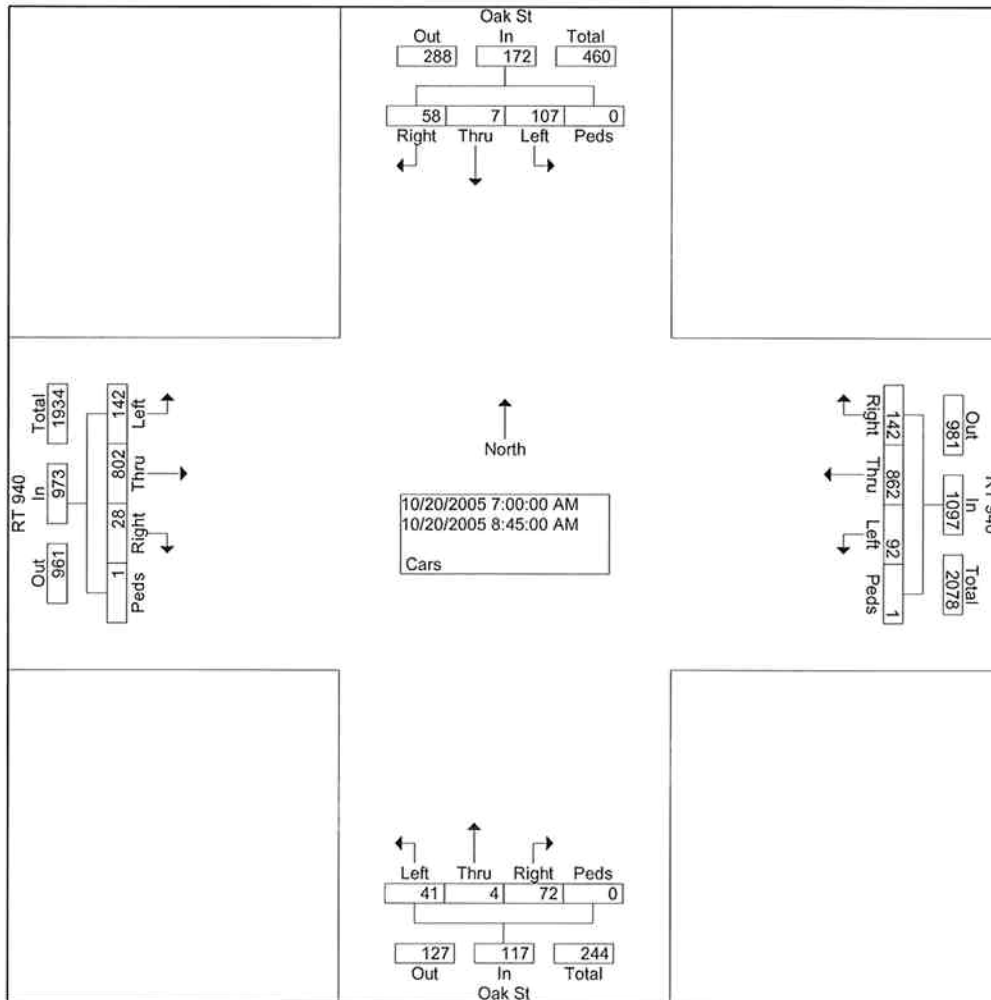 Oak St
Out In Total
288 172 460
58 7 107 0
Right Thru Left Peds
RT 940
Total In Out
1934 973 961
142 802 28 1
Left Thru Right Peds
North
10/20/2005 7:00:00 AM
10/20/2005 8:45:00 AM
Cars
Right Thru Left Peds
142 862 92 1
981 1097 2078
Out In Total
RT 940
Left Thru Right Peds
41 4 72 0
127 117 244
Out In Total
Oak St